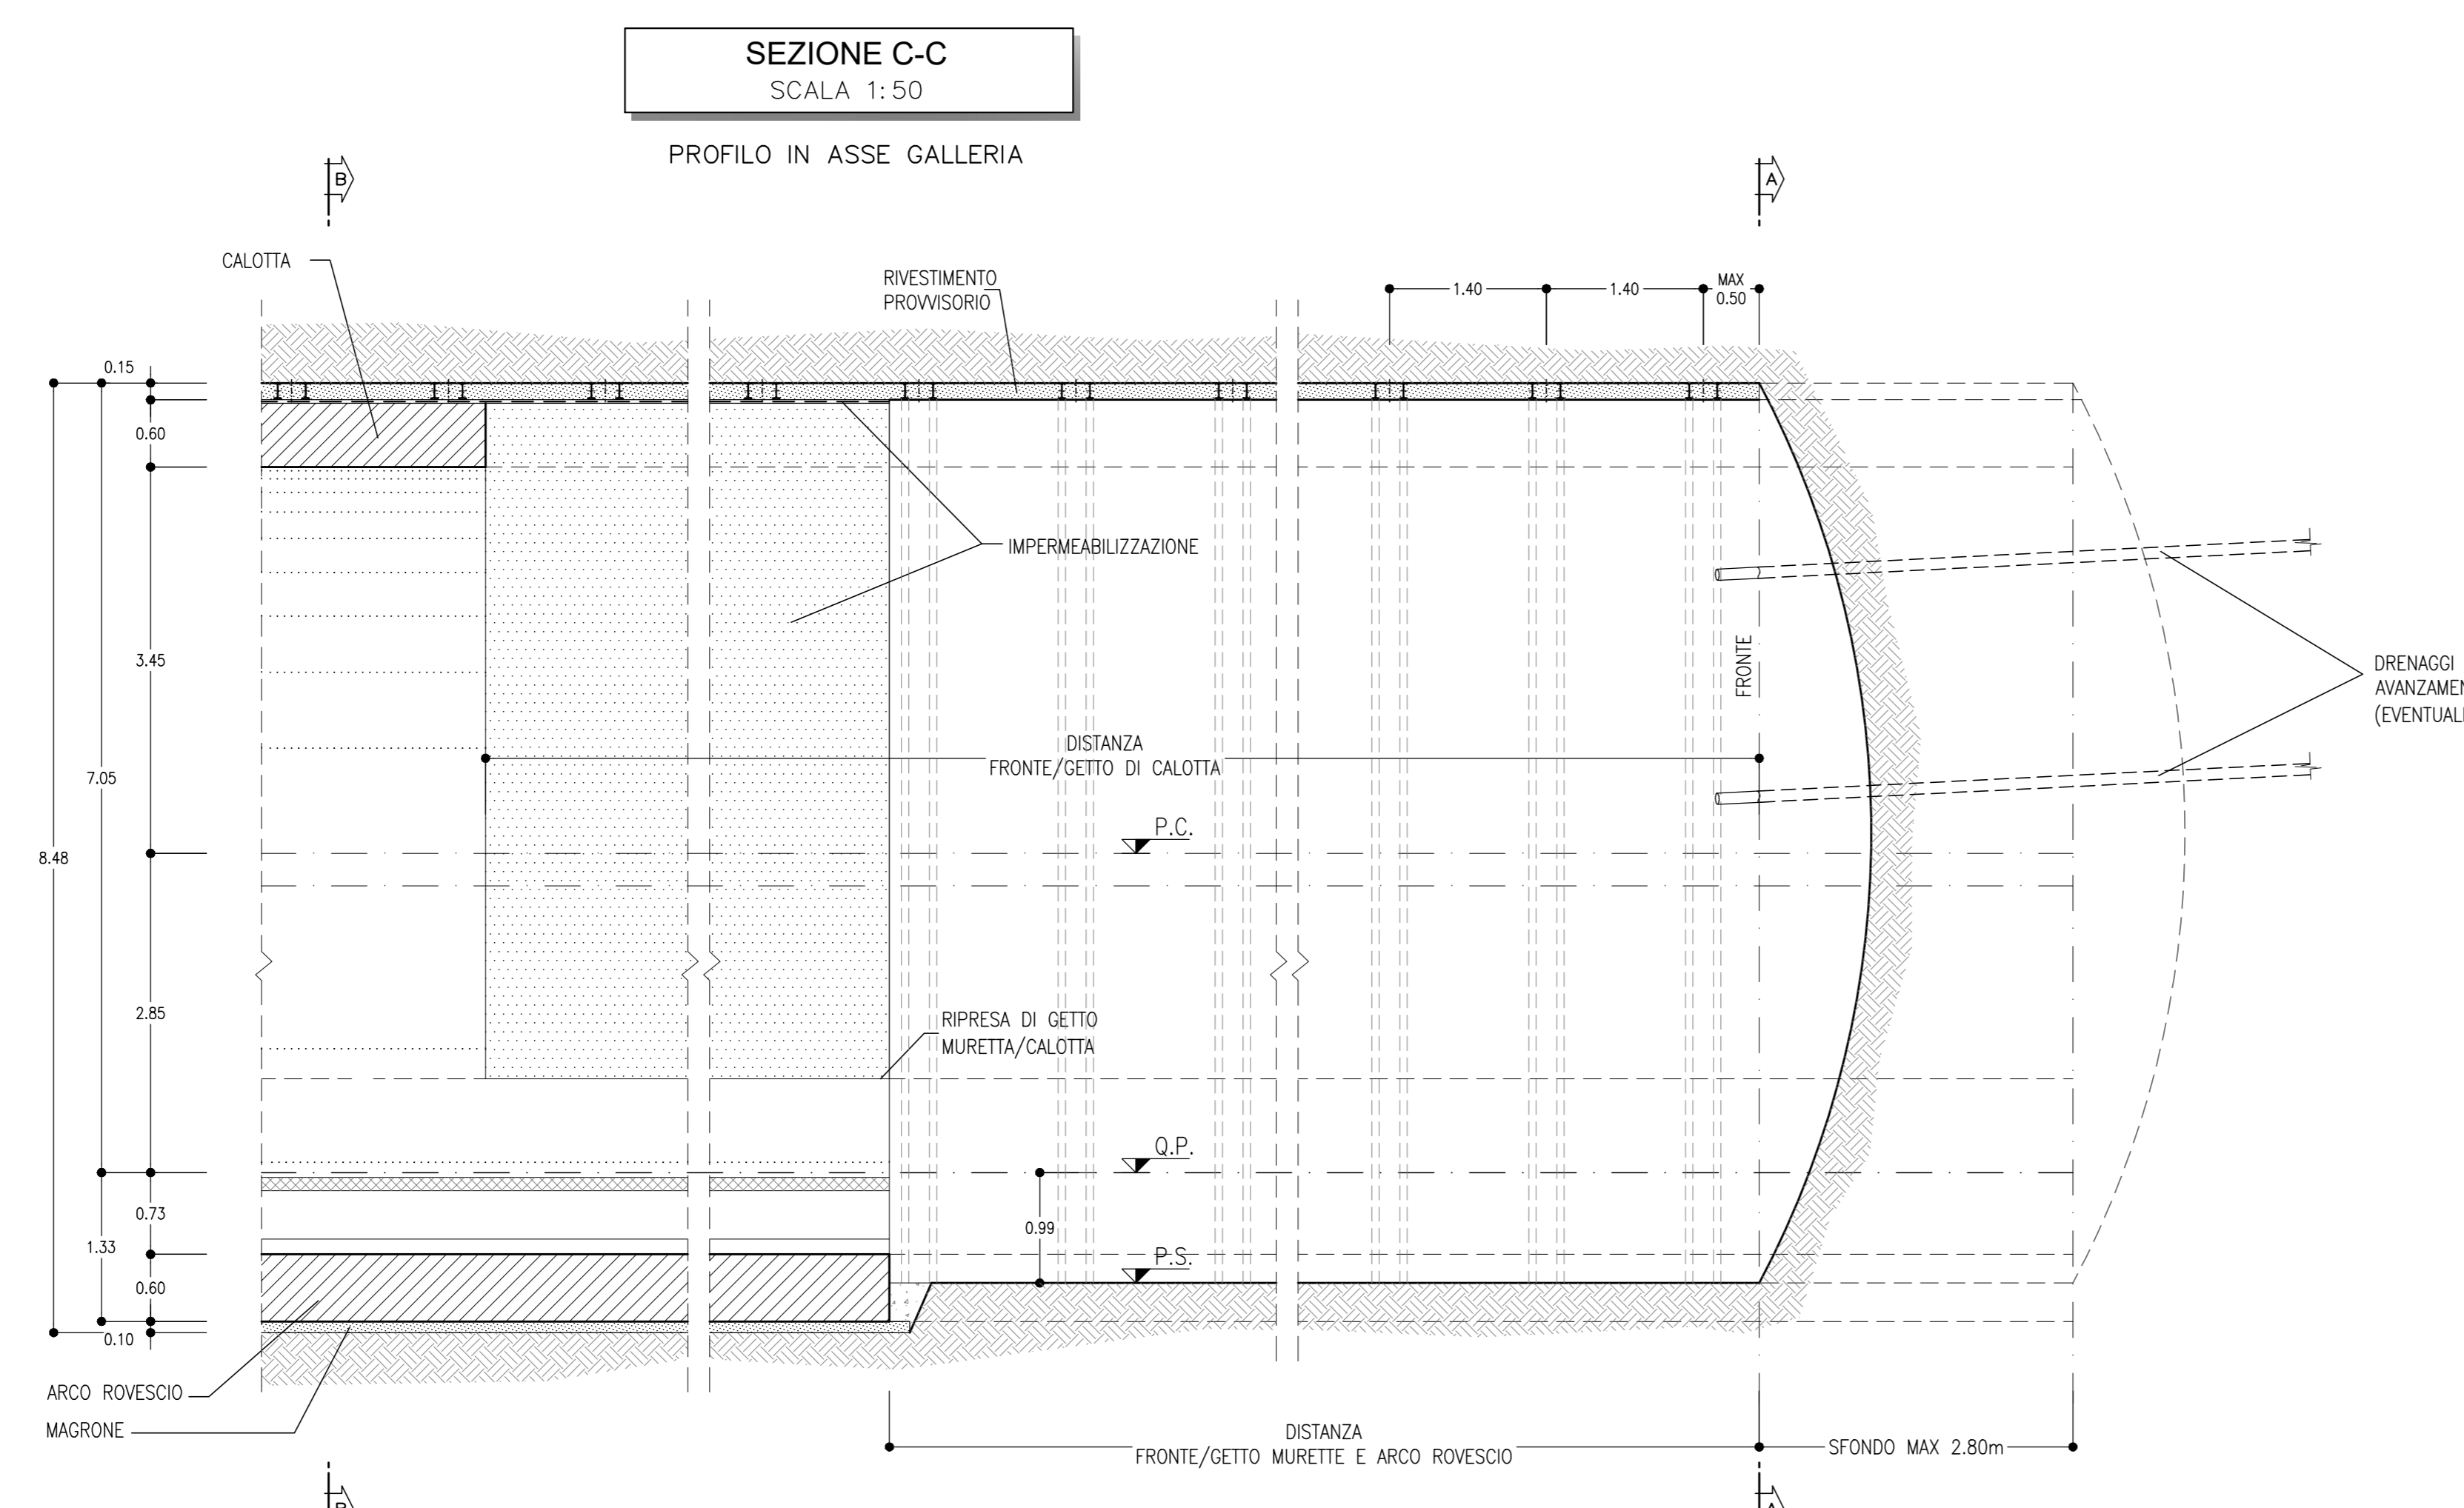 SEZIONE C-C
SCALA 1:50
PROFILO IN ASSE GALLERIA
B
A
CALOTTA
RIVESTIMENTO
PROVVISORIO
1.40
1.40
MAX
0.50
0.15
0.60
3.45
7.05
8.48
2.85
0.73
1.33
0.60
0.10
IMPERMEABILIZZAZIONE
FRONTE
DRENAGGI
AVANZAMEN
(EVENTUALI
DISTANZA
FRONTE/GETTO DI CALOTTA
P.C.
RIPRESA DI GETTO
MURETTA/CALOTTA
Q.P.
0.99
P.S.
ARCO ROVESCIO
MAGRONE
DISTANZA
FRONTE/GETTO MURETTE E ARCO ROVESCIO
SFONDO MAX 2.80m
B
A